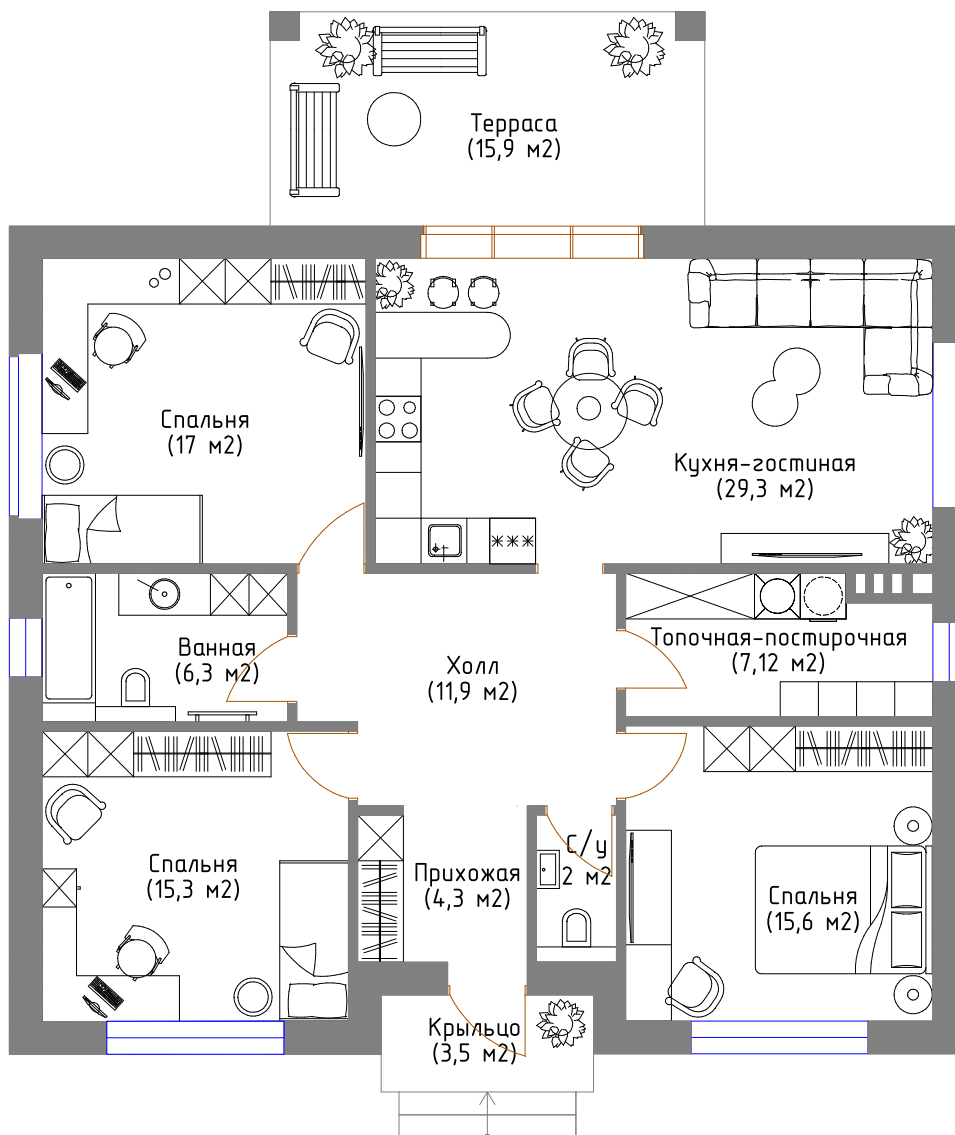 Терраса
(15,9 м2)
Спальня
(17 м2)
Кухня-гостиная
(29,3 м2)
Ванная
(6,3 м2)
Холл
(11,9 м2)
Топочная-постирочная
(7,12 м2)
Спальня
(15,3 м2)
Прихожая
(4,3 м2)
С/у
2 м2
Спальня
(15,6 м2)
Крыльцо
(3,5 м2)